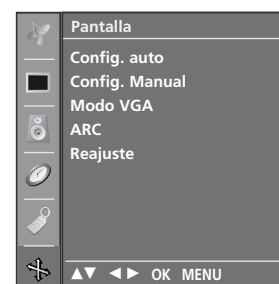 Pantalla
Config. auto
Config. Manual
Modo VGA
ARC
Reajuste
▲▼ ◄► OK MENU